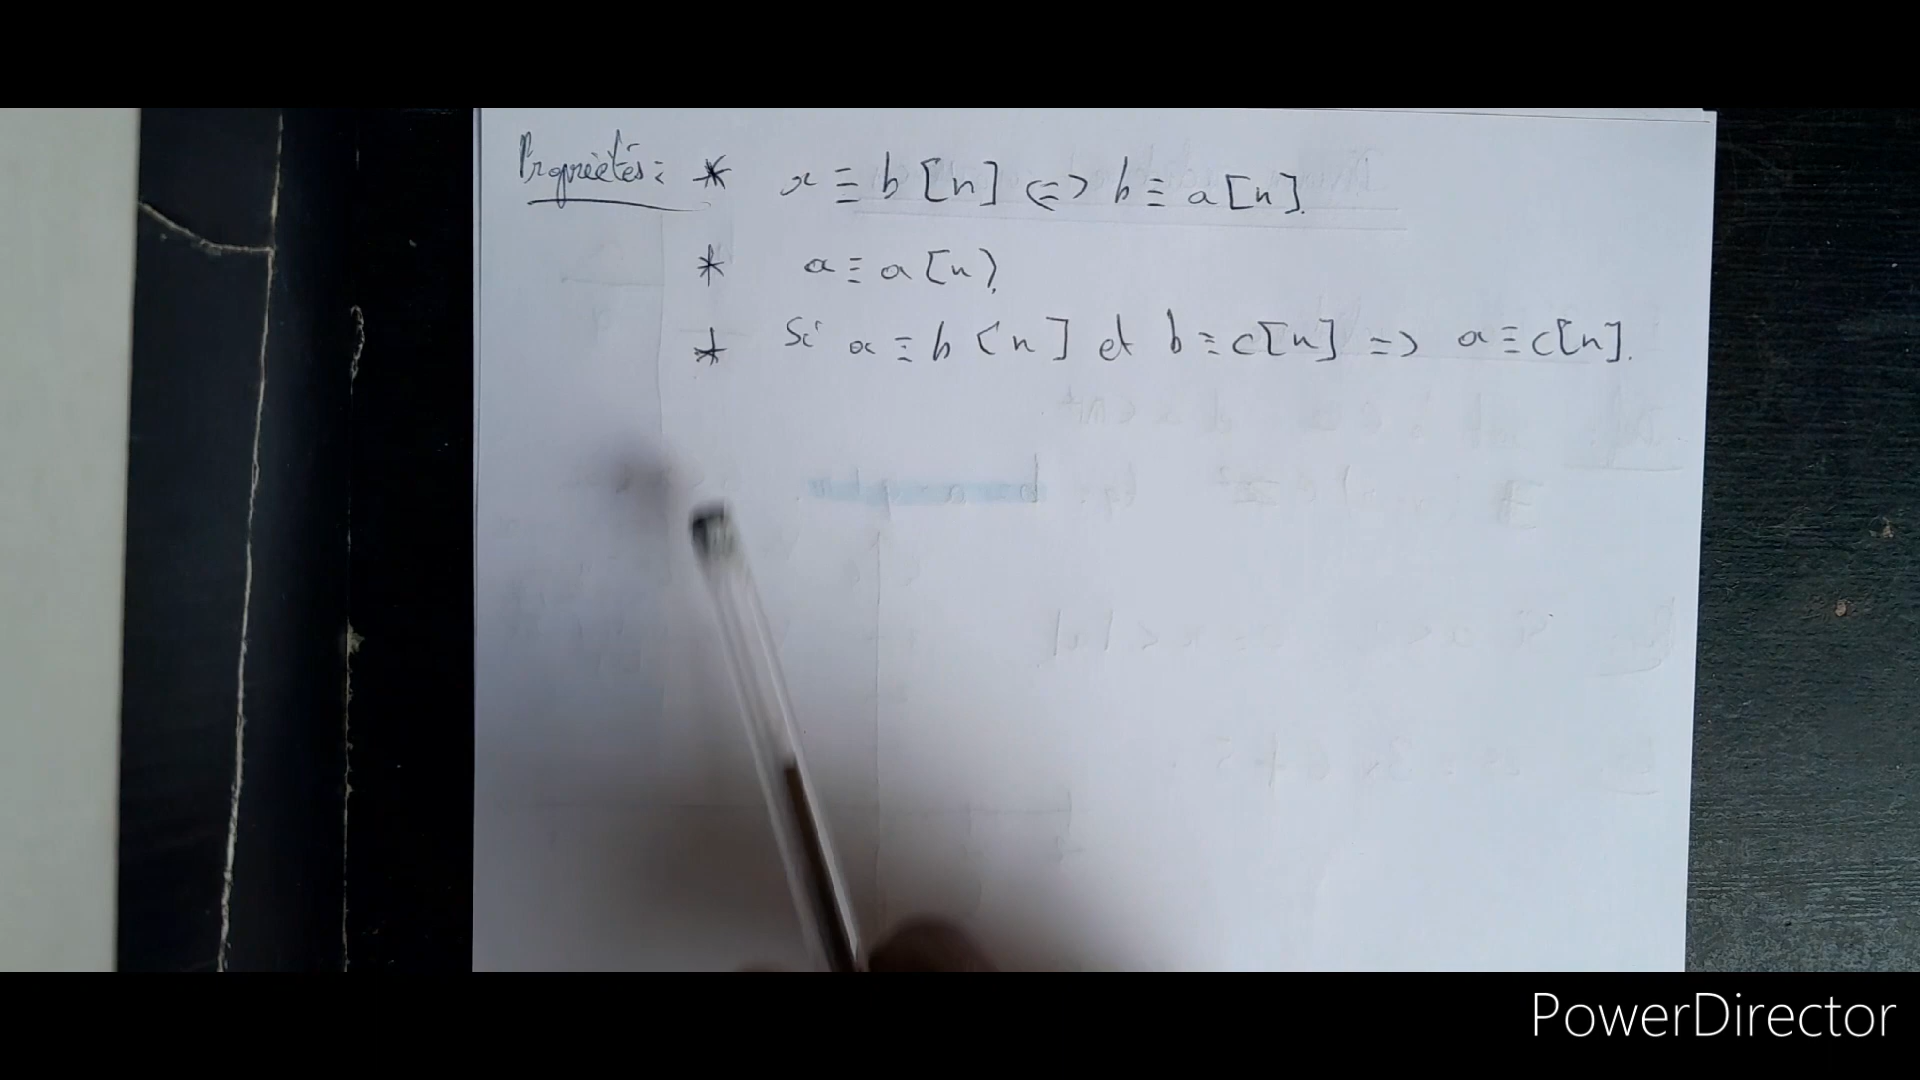 Propriétés : * a ≡ b [n] <=> b ≡ a [n].
* a ≡ a [n].
* Si a ≡ b [n] et b ≡ c [n] => a ≡ c [n].
PowerDirector